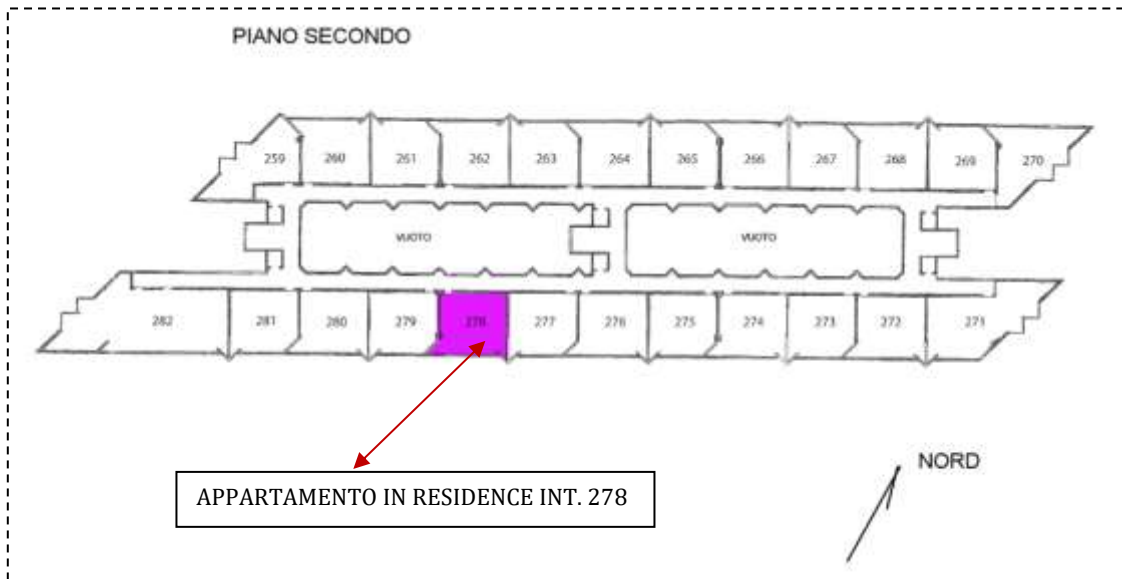 PIANO SECONDO
259 260 261 262 263 264 265 266 267 268 269 270
VUOTO VUOTO
282 281 280 279 278 277 276 275 274 273 272 271
NORD
APPARTAMENTO IN RESIDENCE INT. 278